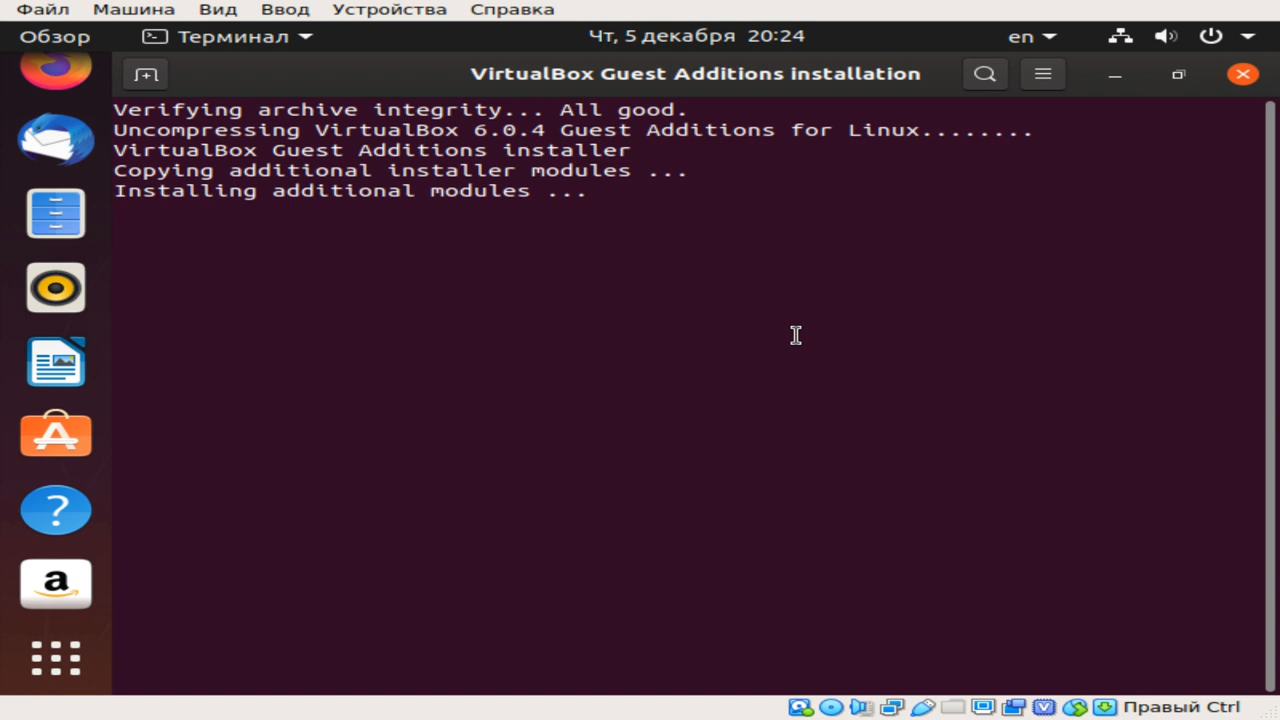 Файл Машина Вид Ввод Устройства Справка
Обзор Терминал Чт, 5 декабря 20:24 en
VirtualBox Guest Additions installation
Verifying archive integrity... All good.
Uncompressing VirtualBox 6.0.4 Guest Additions for Linux........
VirtualBox Guest Additions installer
Copying additional installer modules ...
Installing additional modules ...
Правый Ctrl